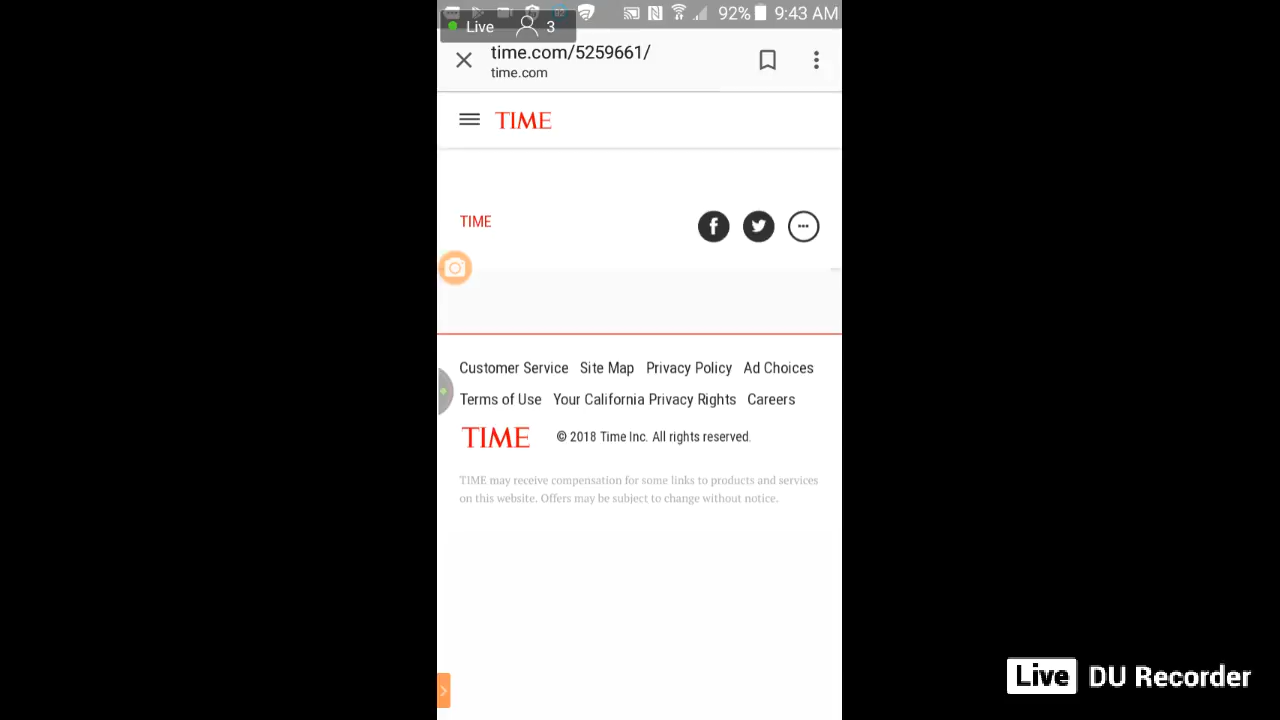 92% 9:43 AM
Live 3
time.com/5259661/
time.com
TIME
TIME
Customer Service Site Map Privacy Policy Ad Choices
Terms of Use Your California Privacy Rights Careers
TIME © 2018 Time Inc. All rights reserved.
TIME may receive compensation for some links to products and services
on this website. Offers may be subject to change without notice.
Live DU Recorder